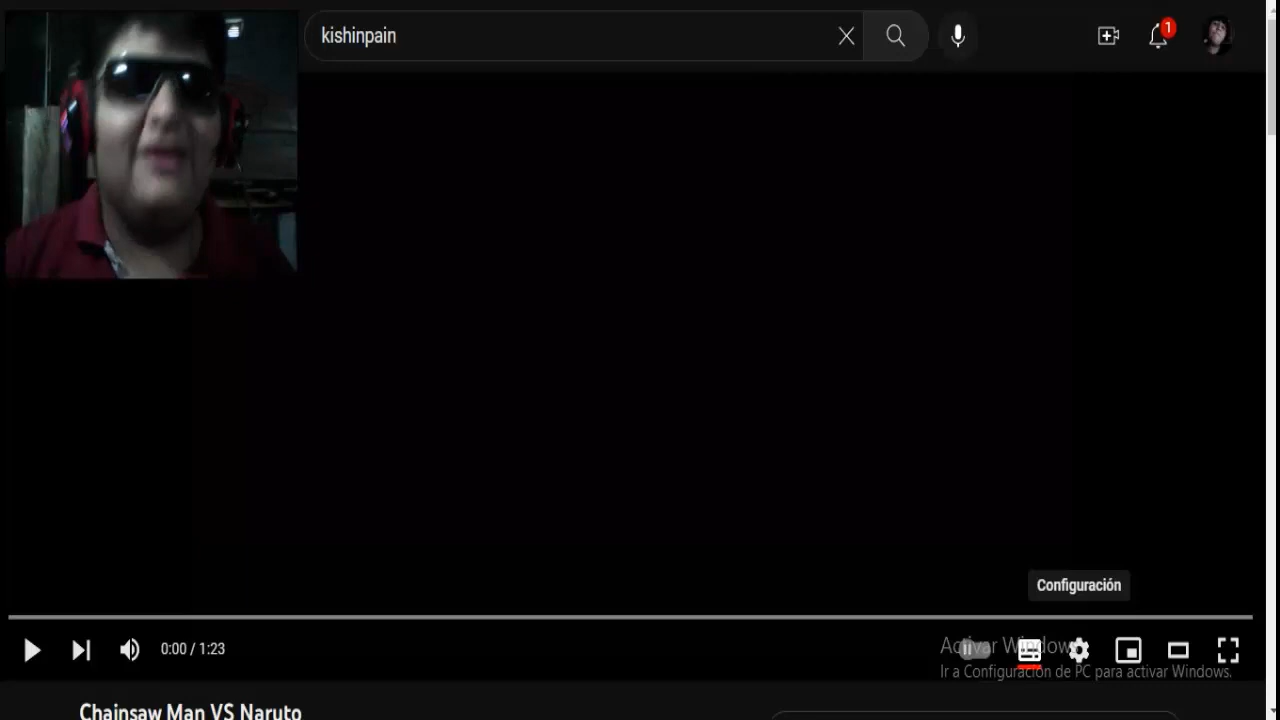 kishinpain
1
Configuración
0:00 / 1:23
Activar Windows
Ir a Configuración de PC para activar Windows.
Chainsaw Man VS Naruto